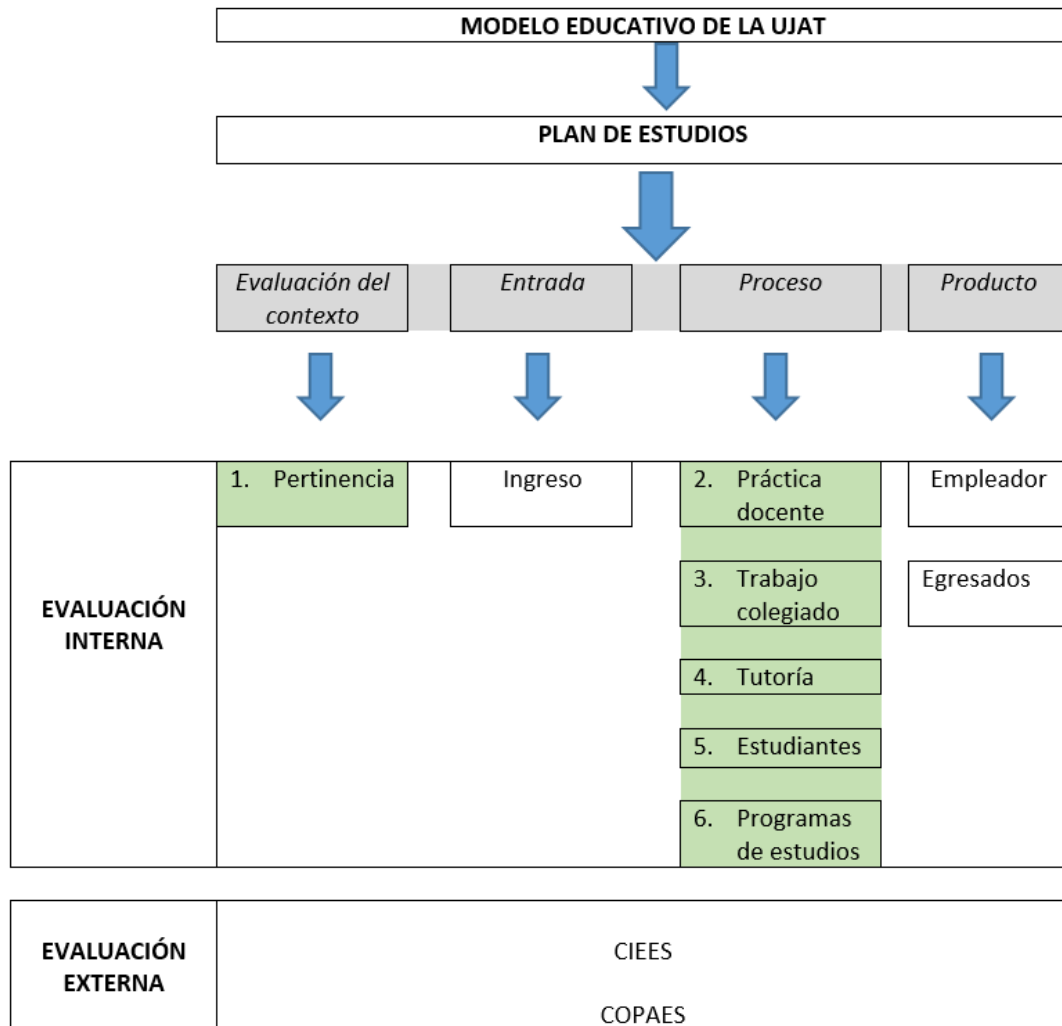 MODELO EDUCATIVO DE LA UJAT
PLAN DE ESTUDIOS
Evaluación del
contexto
Entrada
Proceso
Producto
EVALUACIÓN
INTERNA
1. Pertinencia
Ingreso
2. Práctica
docente
3. Trabajo
colegiado
4. Tutoría
5. Estudiantes
6. Programas
de estudios
Empleador
Egresados
EVALUACIÓN
EXTERNA
CIEES
COPAES